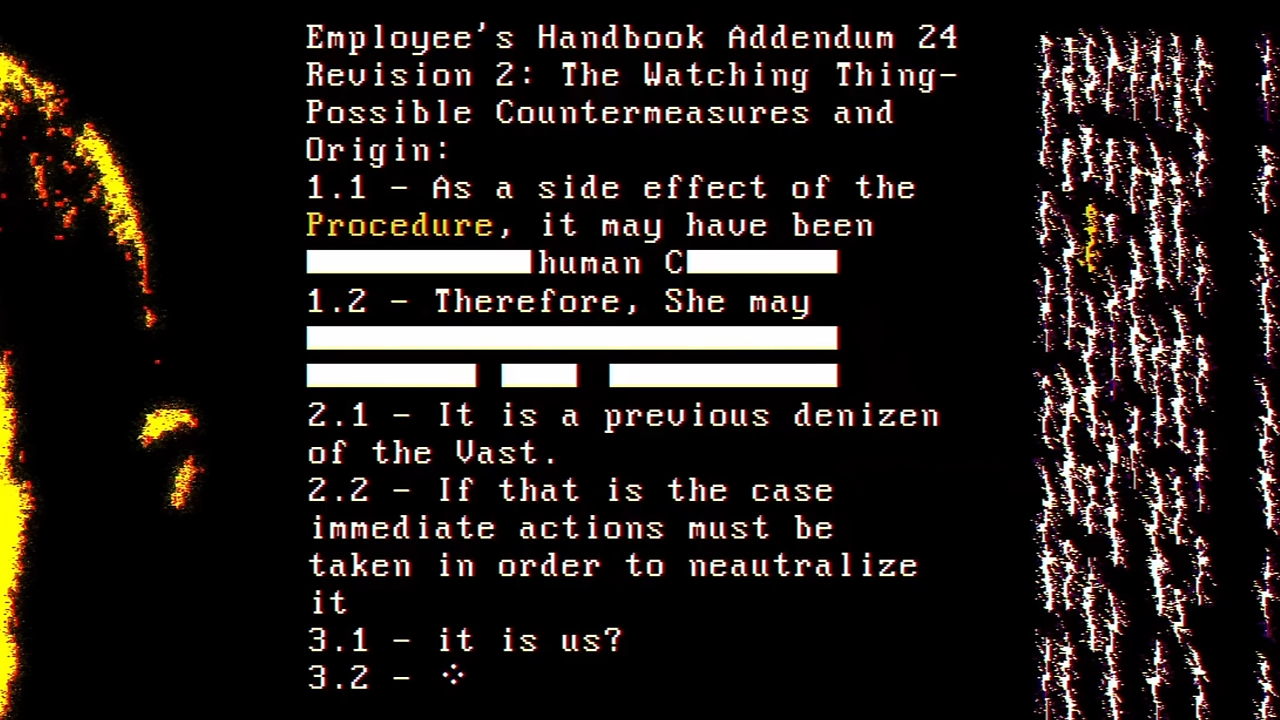 Employee's Handbook Addendum 24
Revision 2: The Watching Thing-
Possible Countermeasures and
Origin:
1.1 - As a side effect of the
Procedure, it may have been
human C
1.2 - Therefore, She may
2.1 - It is a previous denizen
of the Vast.
2.2 - If that is the case
immediate actions must be
taken in order to neautralize
it
3.1 - it is us?
3.2 - ⁘